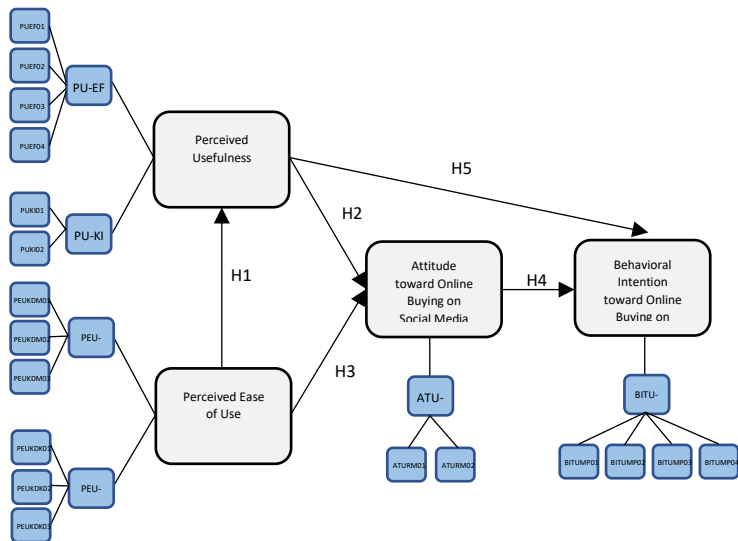 PUEF01
PUEF02
PUEF03
PUEF04
PU-EF
PUKI01
PUKI02
PU-KI
Perceived
Usefulness
H5
H2
H1
H3
H4
Attitude
toward Online
Buying on
Social Media
Behavioral
Intention
toward Online
Buying on
PEUKDM01
PEUKDM02
PEUKDM03
PEU-
Perceived Ease
of Use
PEUKDK01
PEUKDK02
PEUKDK03
PEU-
ATU-
ATURM01
ATURM02
BITU-
BITUMP01
BITUMP02
BITUMP03
BITUMP04